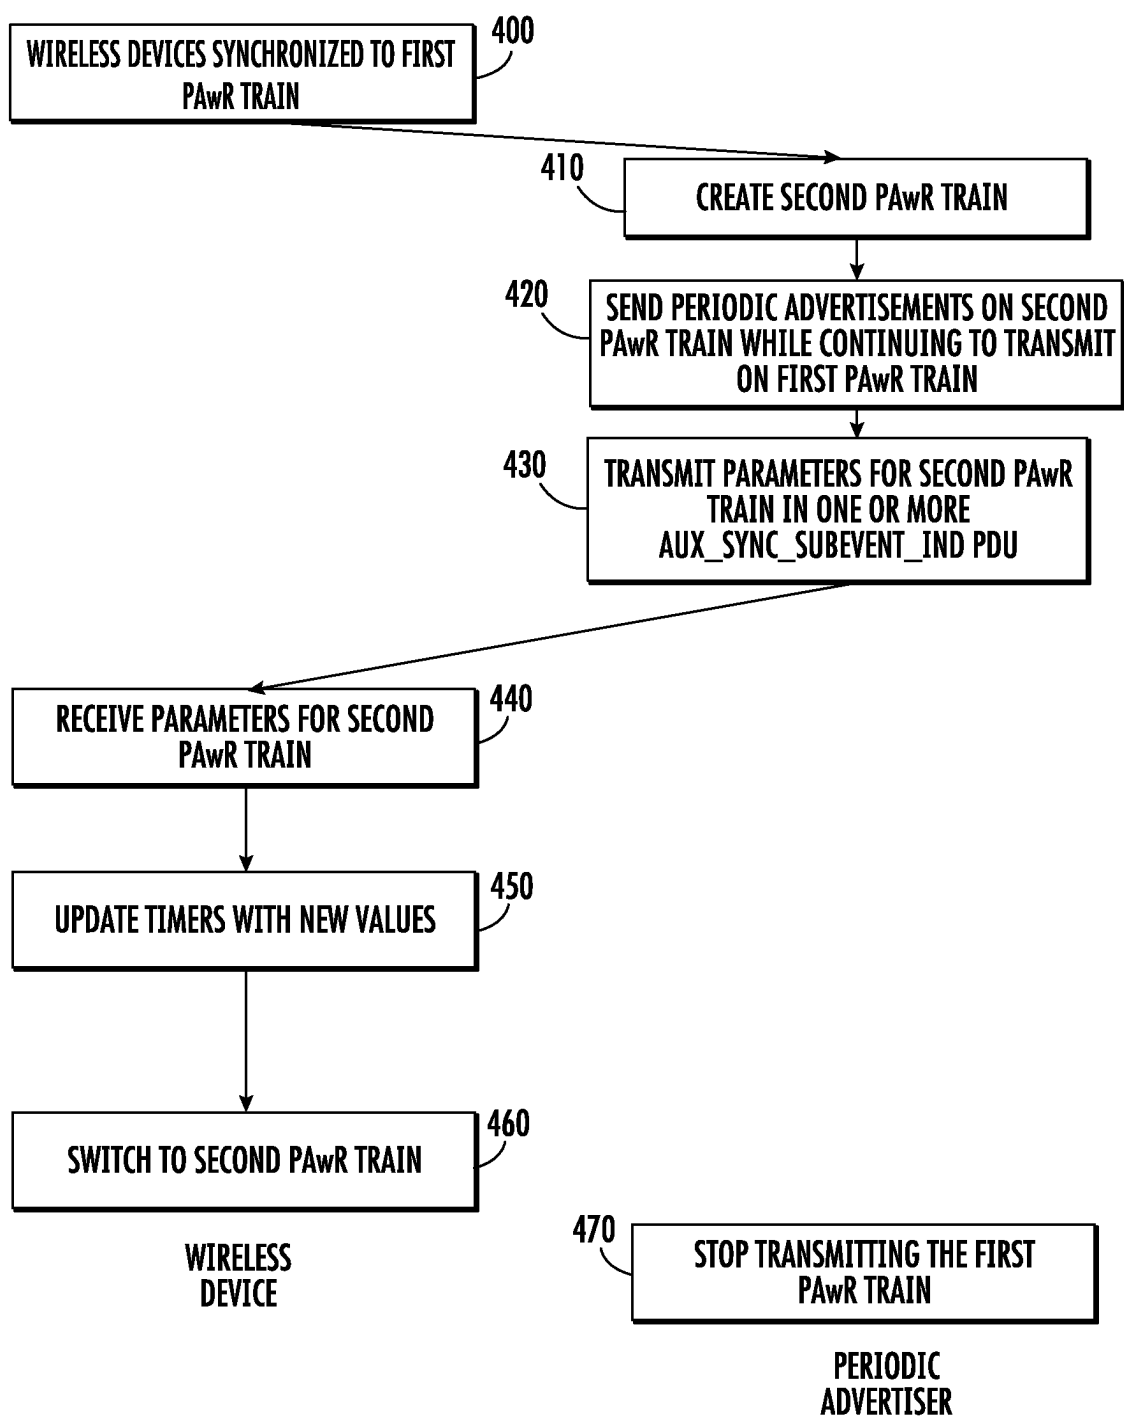 400
WIRELESS DEVICES SYNCHRONIZED TO FIRST
PAwR TRAIN
410
CREATE SECOND PAwR TRAIN
420
SEND PERIODIC ADVERTISEMENTS ON SECOND
PAwR TRAIN WHILE CONTINUING TO TRANSMIT
ON FIRST PAwR TRAIN
430
TRANSMIT PARAMETERS FOR SECOND PAwR
TRAIN IN ONE OR MORE
AUX_SYNC_SUBEVENT_IND PDU
440
RECEIVE PARAMETERS FOR SECOND
PAwR TRAIN
450
UPDATE TIMERS WITH NEW VALUES
460
SWITCH TO SECOND PAwR TRAIN
WIRELESS
DEVICE
470
STOP TRANSMITTING THE FIRST
PAwR TRAIN
PERIODIC
ADVERTISER